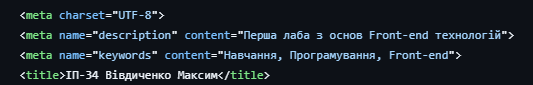 <meta charset="UTF-8">
<meta name="description" content="Перша лаба з основ Front-end технологій">
<meta name="keywords" content="Навчання, Програмування, Front-end">
<title>ІП-34 Вівдиченко Максим</title>